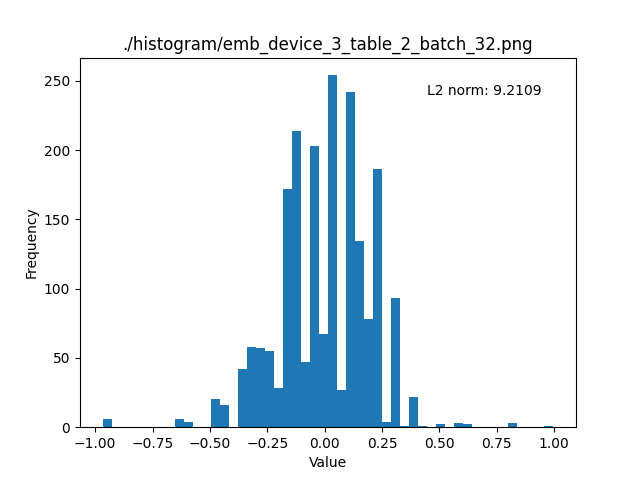 ./histogram/emb_device_3_table_2_batch_32.png
L2 norm: 9.2109
250
200
150
100
50
0
Frequency
−1.00 −0.75 −0.50 −0.25 0.00 0.25 0.50 0.75 1.00
Value